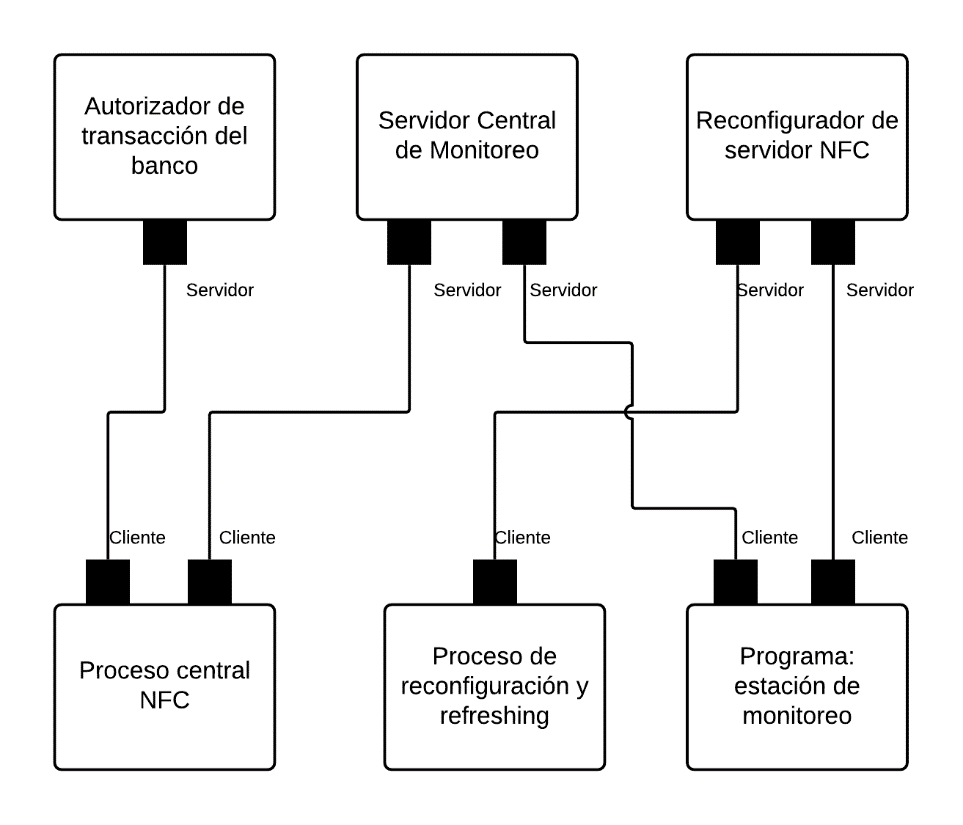 Autorizador de
transacción del
banco
Servidor Central
de Monitoreo
Reconfigurador de
servidor NFC
Servidor
Servidor
Servidor
Servidor
Servidor
Cliente
Cliente
Cliente
Cliente
Cliente
Proceso central
NFC
Proceso de
reconfiguración y
refreshing
Programa:
estación de
monitoreo